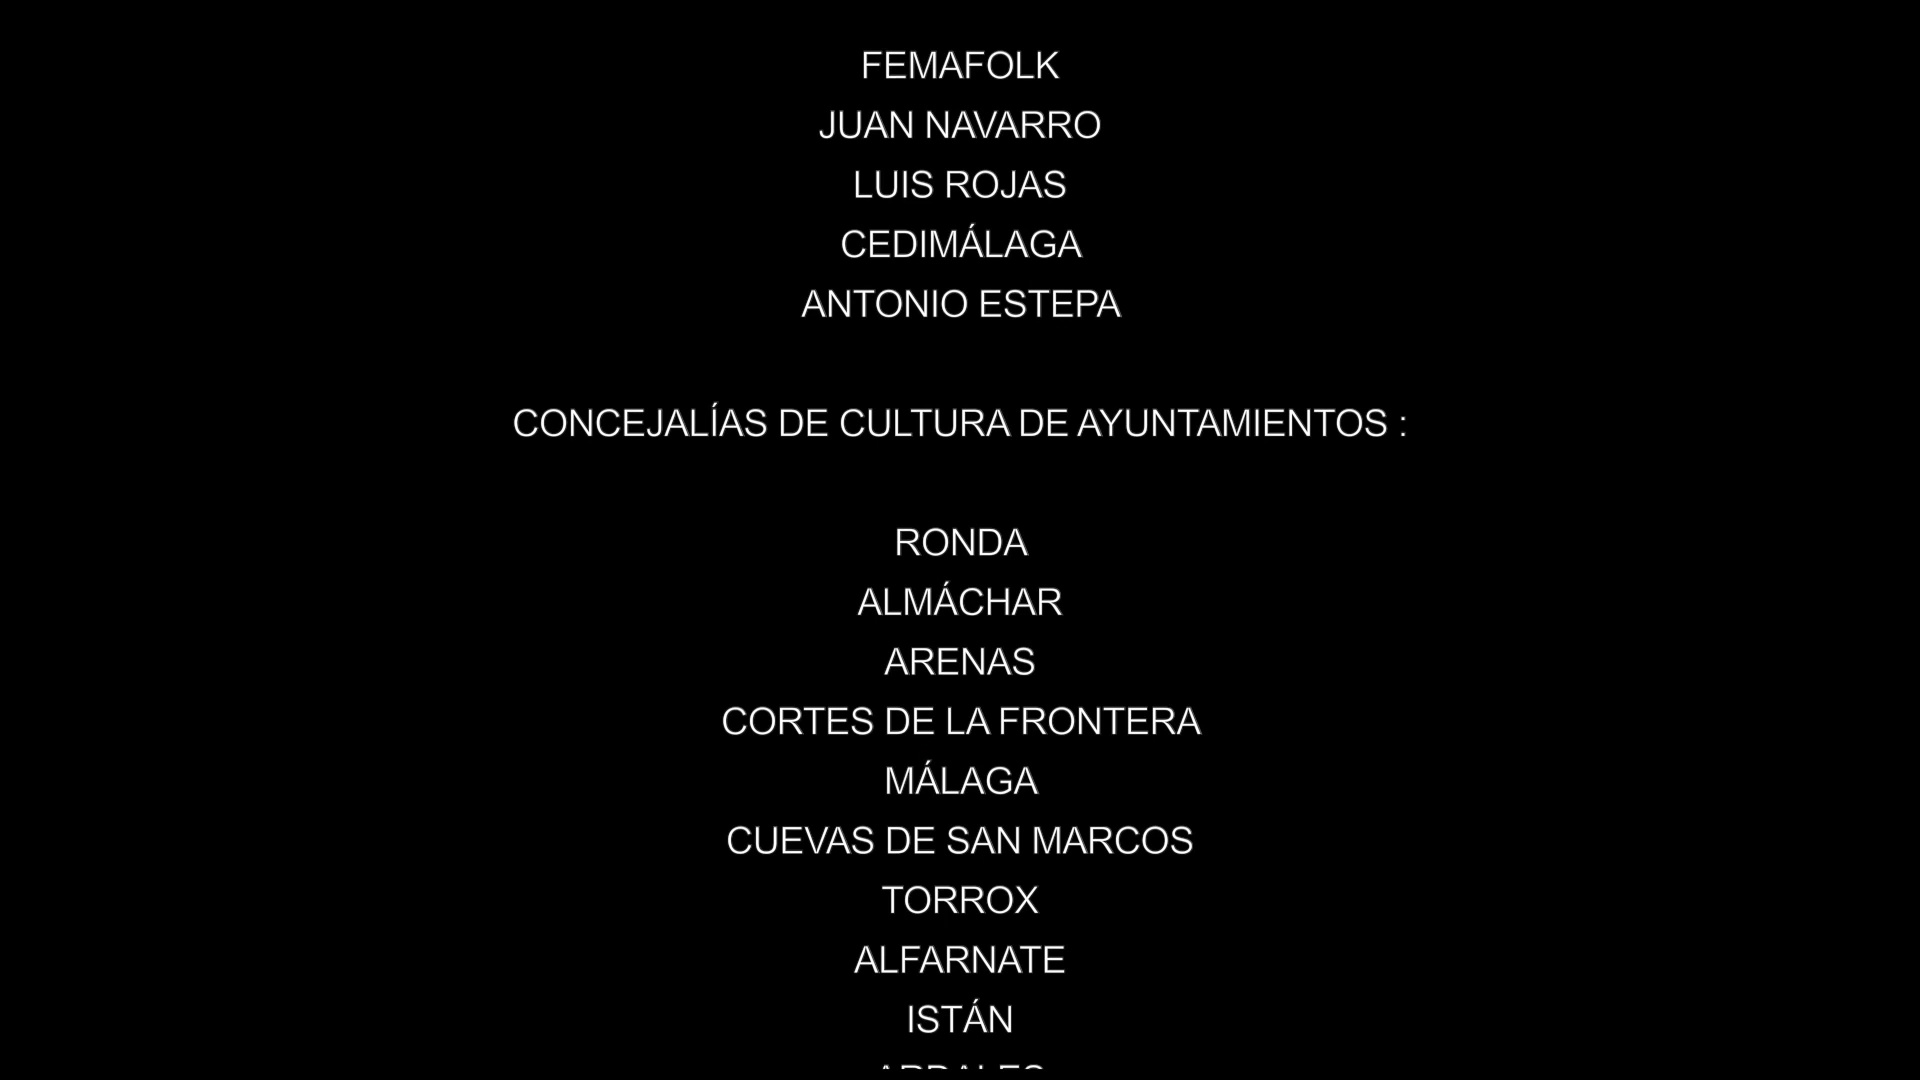 FEMAFOLK
JUAN NAVARRO
LUIS ROJAS
CEDIMÁLAGA
ANTONIO ESTEPA
CONCEJALÍAS DE CULTURA DE AYUNTAMIENTOS :
RONDA
ALMÁCHAR
ARENAS
CORTES DE LA FRONTERA
MÁLAGA
CUEVAS DE SAN MARCOS
TORROX
ALFARNATE
ISTÁN